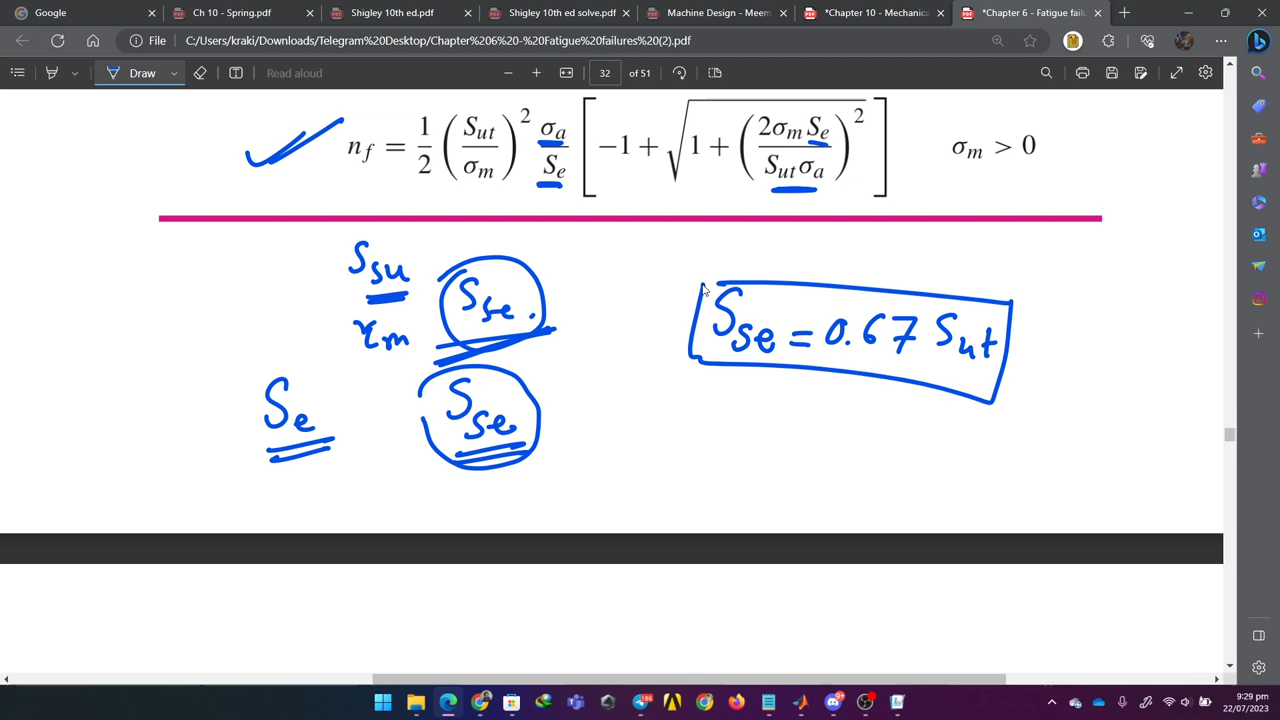 Google
Ch 10 - Spring.pdf
Shigley 10th ed.pdf
Shigley 10th ed solve.pdf
Machine Design - Meem
*Chapter 10 - Mechanica
*Chapter 6 - Fatigue failu
File
C:/Users/kraki/Downloads/Telegram%20Desktop/Chapter%206%20-%20Fatigue%20failures%20(2).pdf
Draw
Read aloud
32 of 51
n_f = 1/2 (S_ut/σ_m)^2 σ_a/S_e [-1 + √(1 + (2σ_m S_e/S_ut σ_a)^2)] σ_m > 0
S_su
S_se.
τ_m
S_se = 0.67 S_ut
S_e
S_se
9:29 pm
22/07/2023